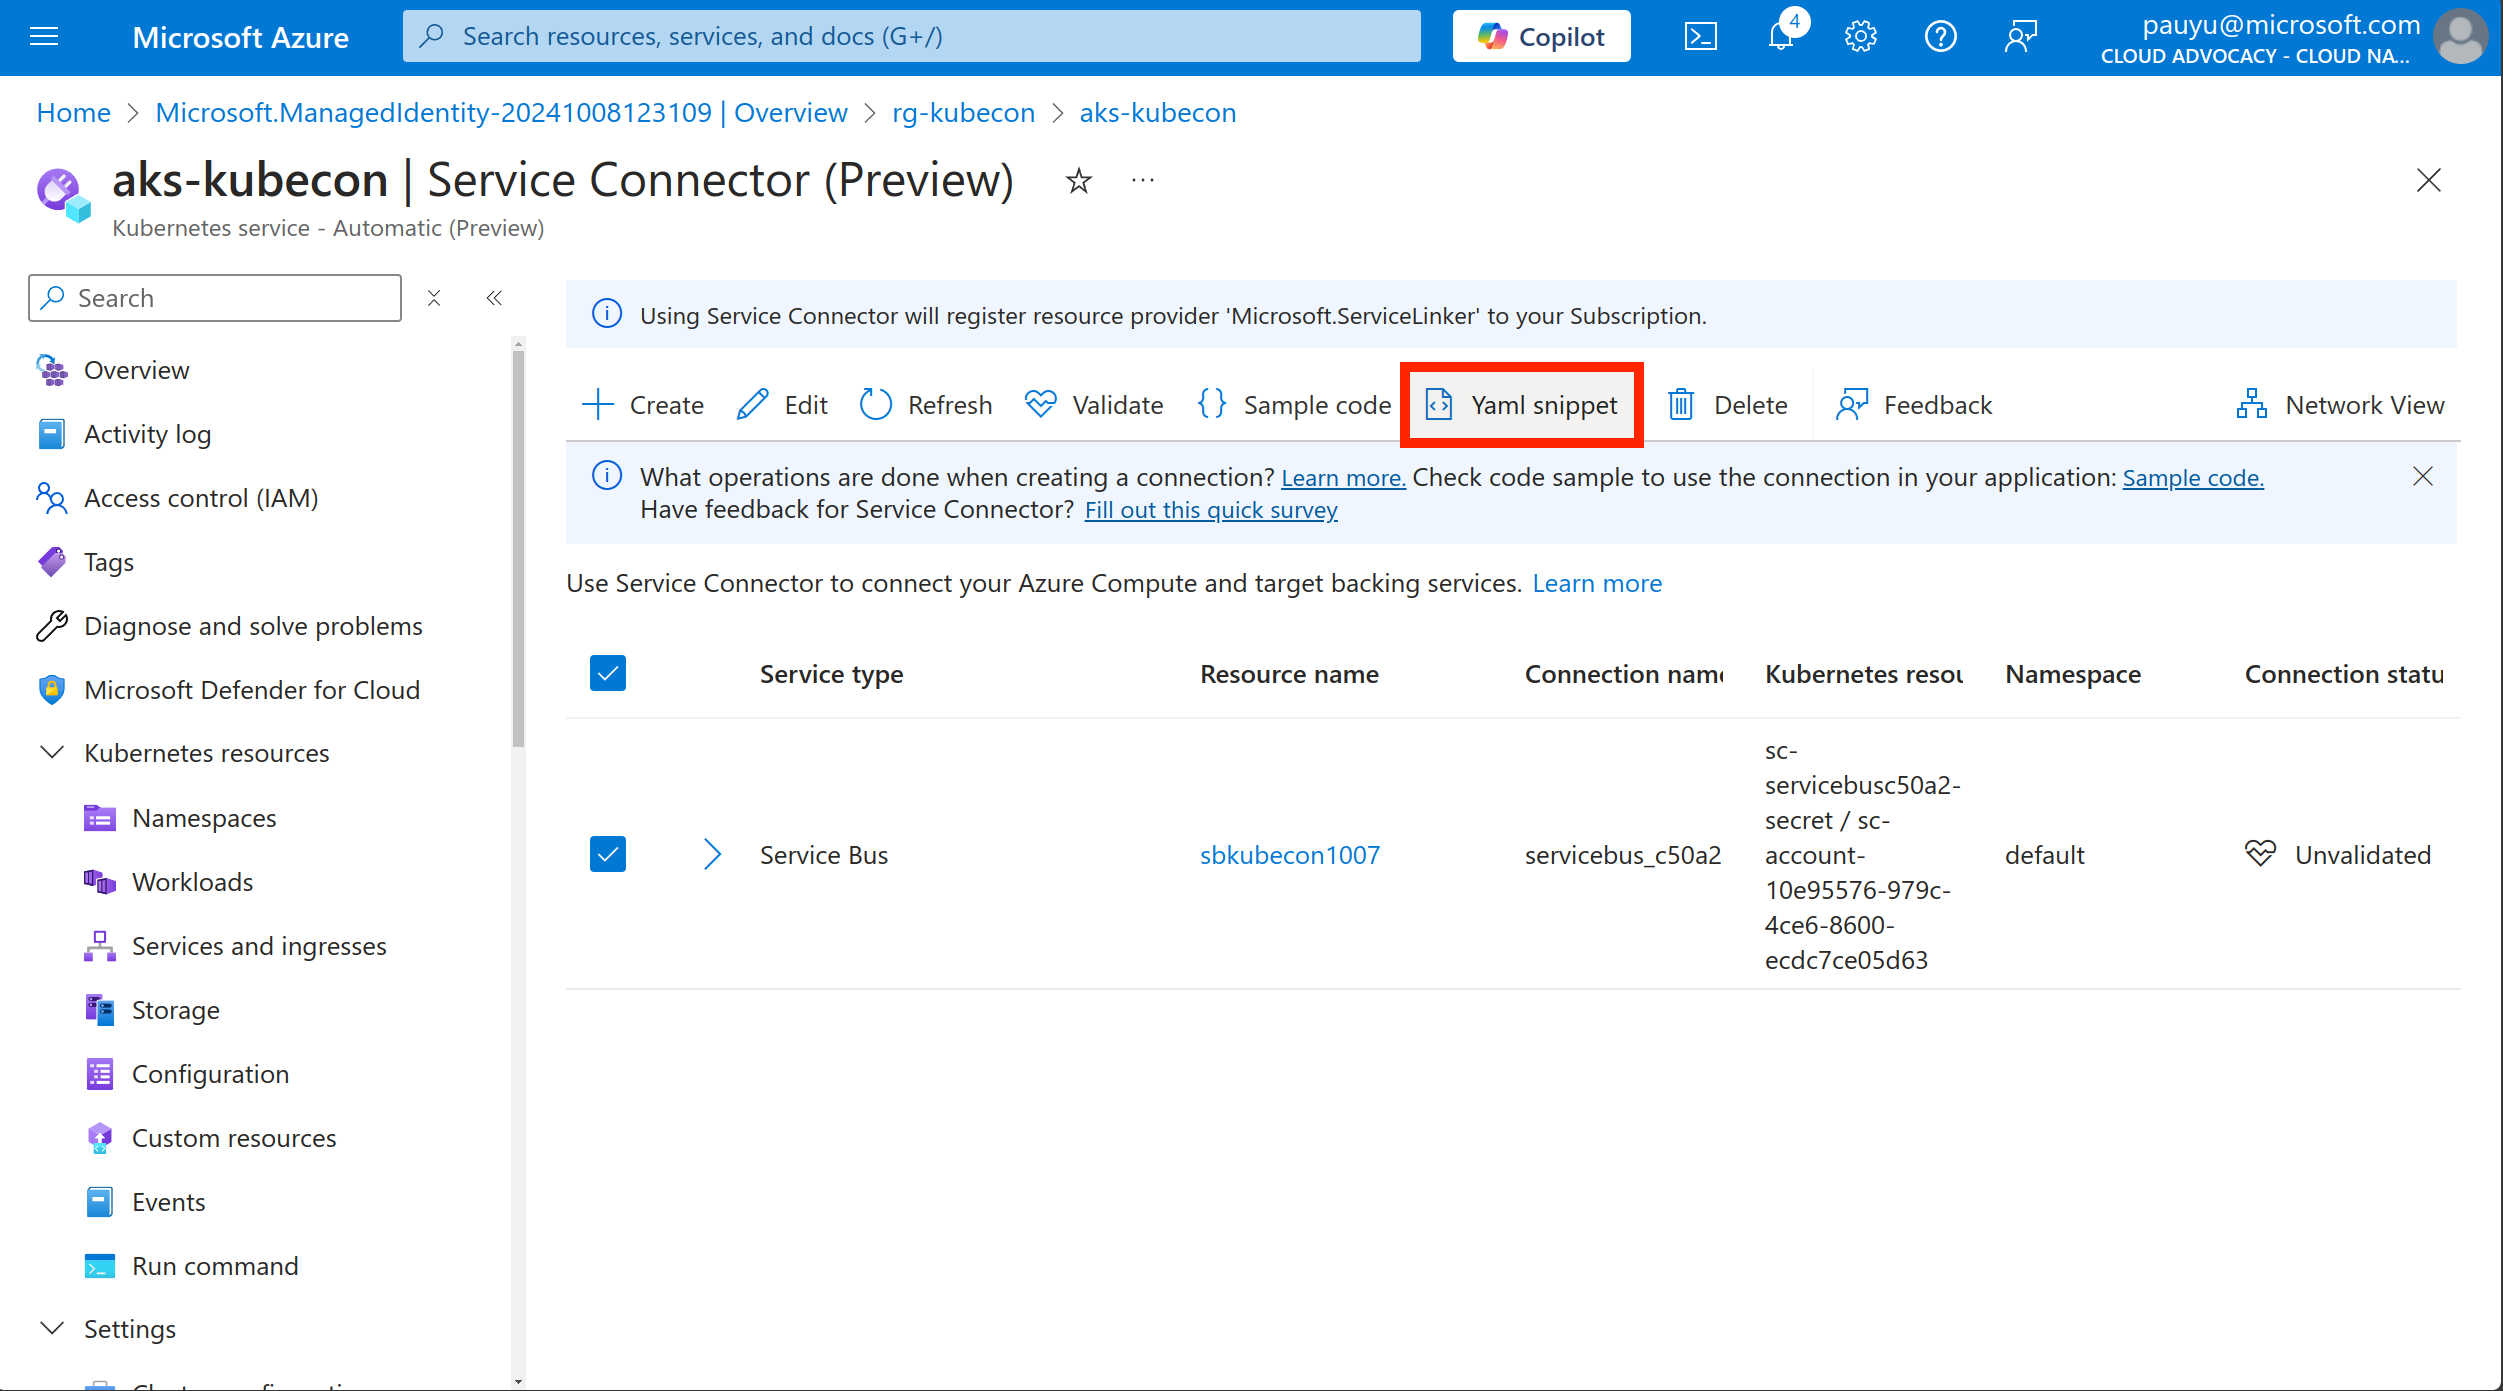 Microsoft Azure
Search resources, services, and docs (G+/)
Copilot
4
pauyu@microsoft.com
CLOUD ADVOCACY - CLOUD NA...
Home > Microsoft.ManagedIdentity-20241008123109 | Overview > rg-kubecon > aks-kubecon
aks-kubecon | Service Connector (Preview)
Kubernetes service - Automatic (Preview)
Search
Overview
Activity log
Access control (IAM)
Tags
Diagnose and solve problems
Microsoft Defender for Cloud
Kubernetes resources
Namespaces
Workloads
Services and ingresses
Storage
Configuration
Custom resources
Events
Run command
Settings
Using Service Connector will register resource provider 'Microsoft.ServiceLinker' to your Subscription.
Create Edit Refresh Validate Sample code Yaml snippet Delete Feedback Network View
What operations are done when creating a connection? Learn more. Check code sample to use the connection in your application: Sample code.
Have feedback for Service Connector? Fill out this quick survey
Use Service Connector to connect your Azure Compute and target backing services. Learn more
Service type Resource name Connection name Kubernetes resou Namespace Connection statu
Service Bus sbkubecon1007 servicebus_c50a2
sc-
servicebusc50a2-
secret / sc-
account-
10e95576-979c-
4ce6-8600-
ecdc7ce05d63
default Unvalidated